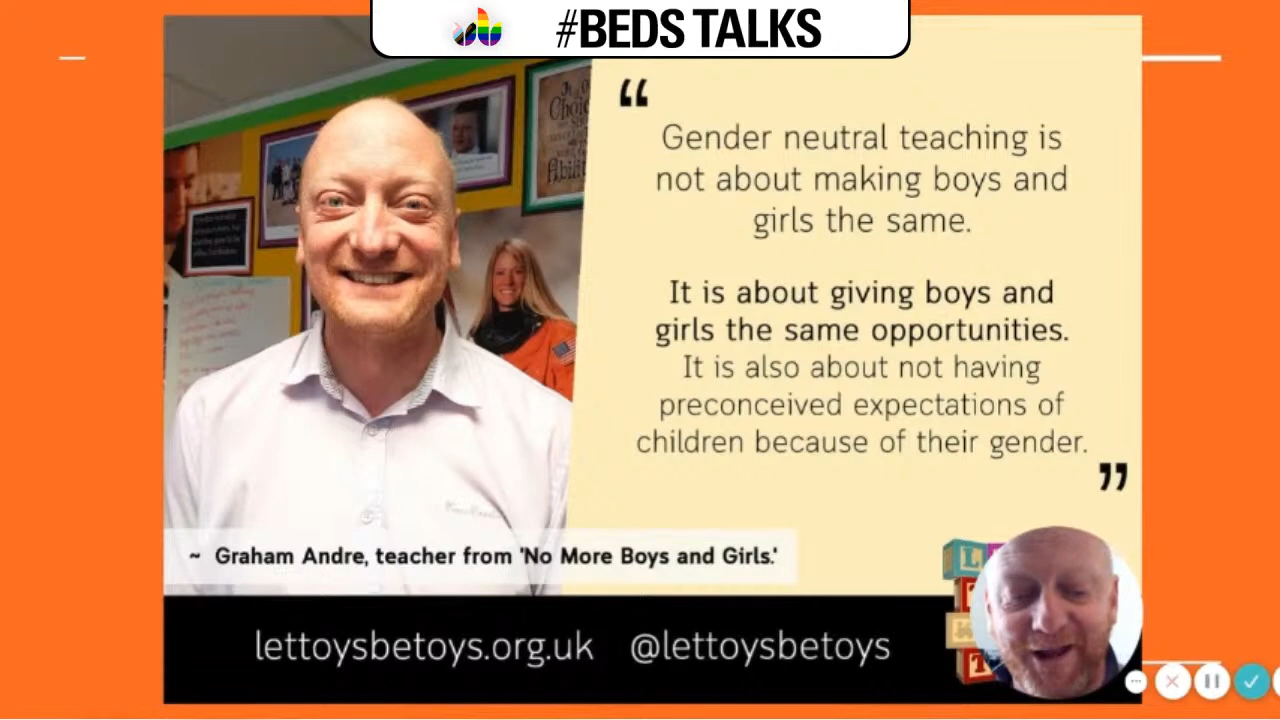 #BEDS TALKS
“
Gender neutral teaching is
not about making boys and
girls the same.
It is about giving boys and
girls the same opportunities.
It is also about not having
preconceived expectations of
children because of their gender.
”
~ Graham Andre, teacher from 'No More Boys and Girls.'
lettoysbetoys.org.uk @lettoysbetoys